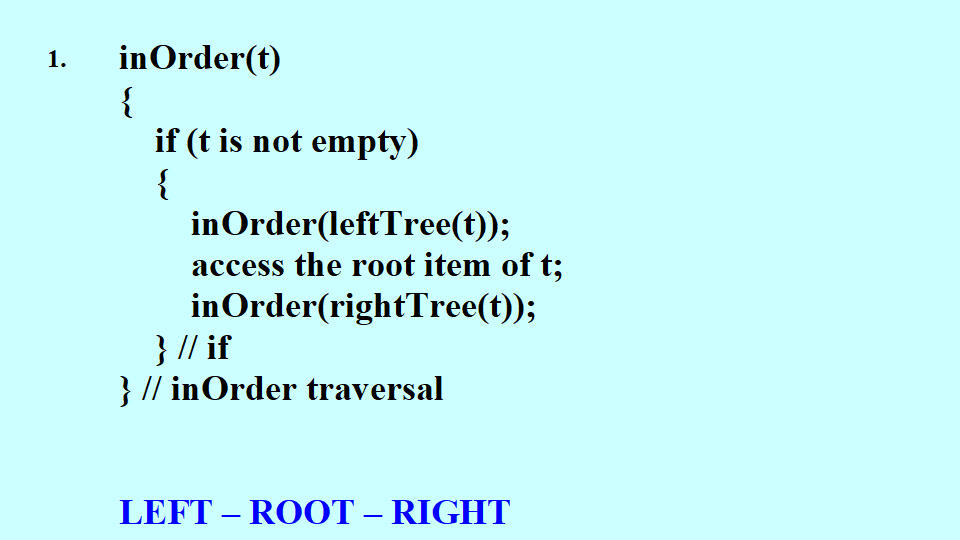 1. inOrder(t)
{
if (t is not empty)
{
inOrder(leftTree(t));
access the root item of t;
inOrder(rightTree(t));
} // if
} // inOrder traversal
LEFT – ROOT – RIGHT